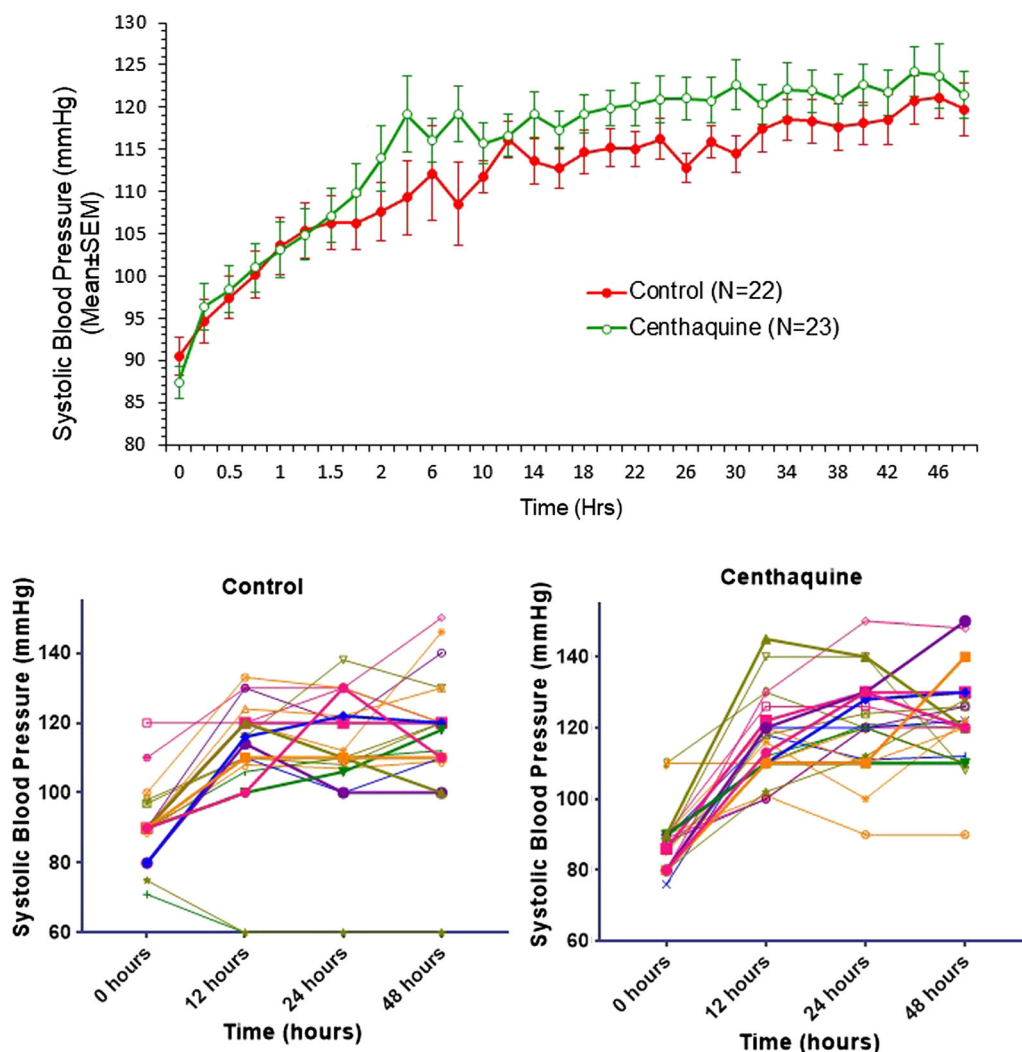 130
125
120
115
110
105
100
95
90
85
80
Systolic Blood Pressure (mmHg)
(Mean±SEM)
Control (N=22)
Centhaquine (N=23)
0 0.5 1 1.5 2 6 10 14 18 22 26 30 34 38 42 46
Time (Hrs)
Control
Systolic Blood Pressure (mmHg)
140
120
100
80
60
0 hours 12 hours 24 hours 48 hours
Time (hours)
Centhaquine
Systolic Blood Pressure (mmHg)
140
120
100
80
60
0 hours 12 hours 24 hours 48 hours
Time (hours)